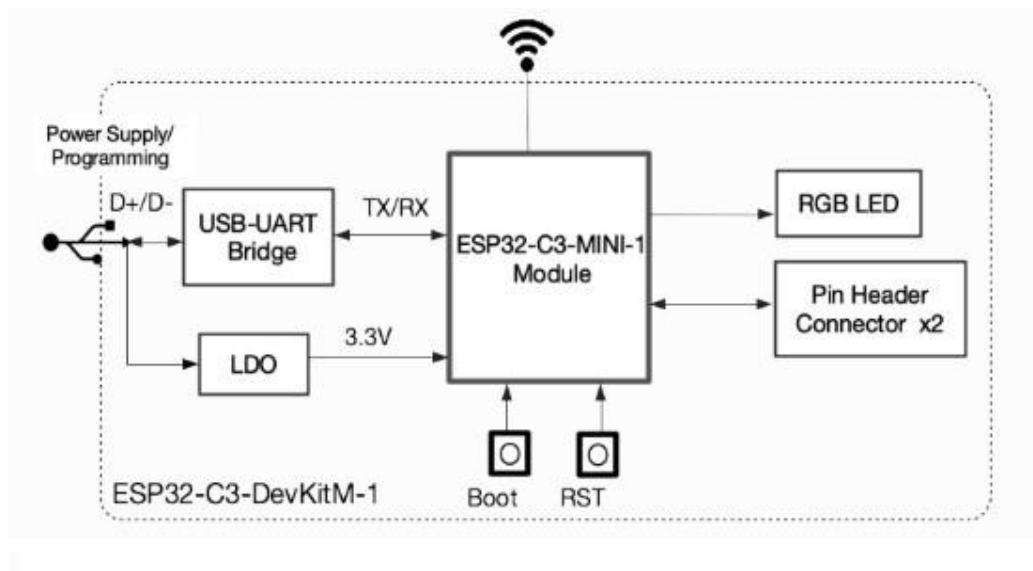 Power Supply/
Programming
D+/D-
USB-UART
Bridge
TX/RX
ESP32-C3-MINI-1
Module
RGB LED
Pin Header
Connector x2
LDO
3.3V
Boot
RST
ESP32-C3-DevKitM-1